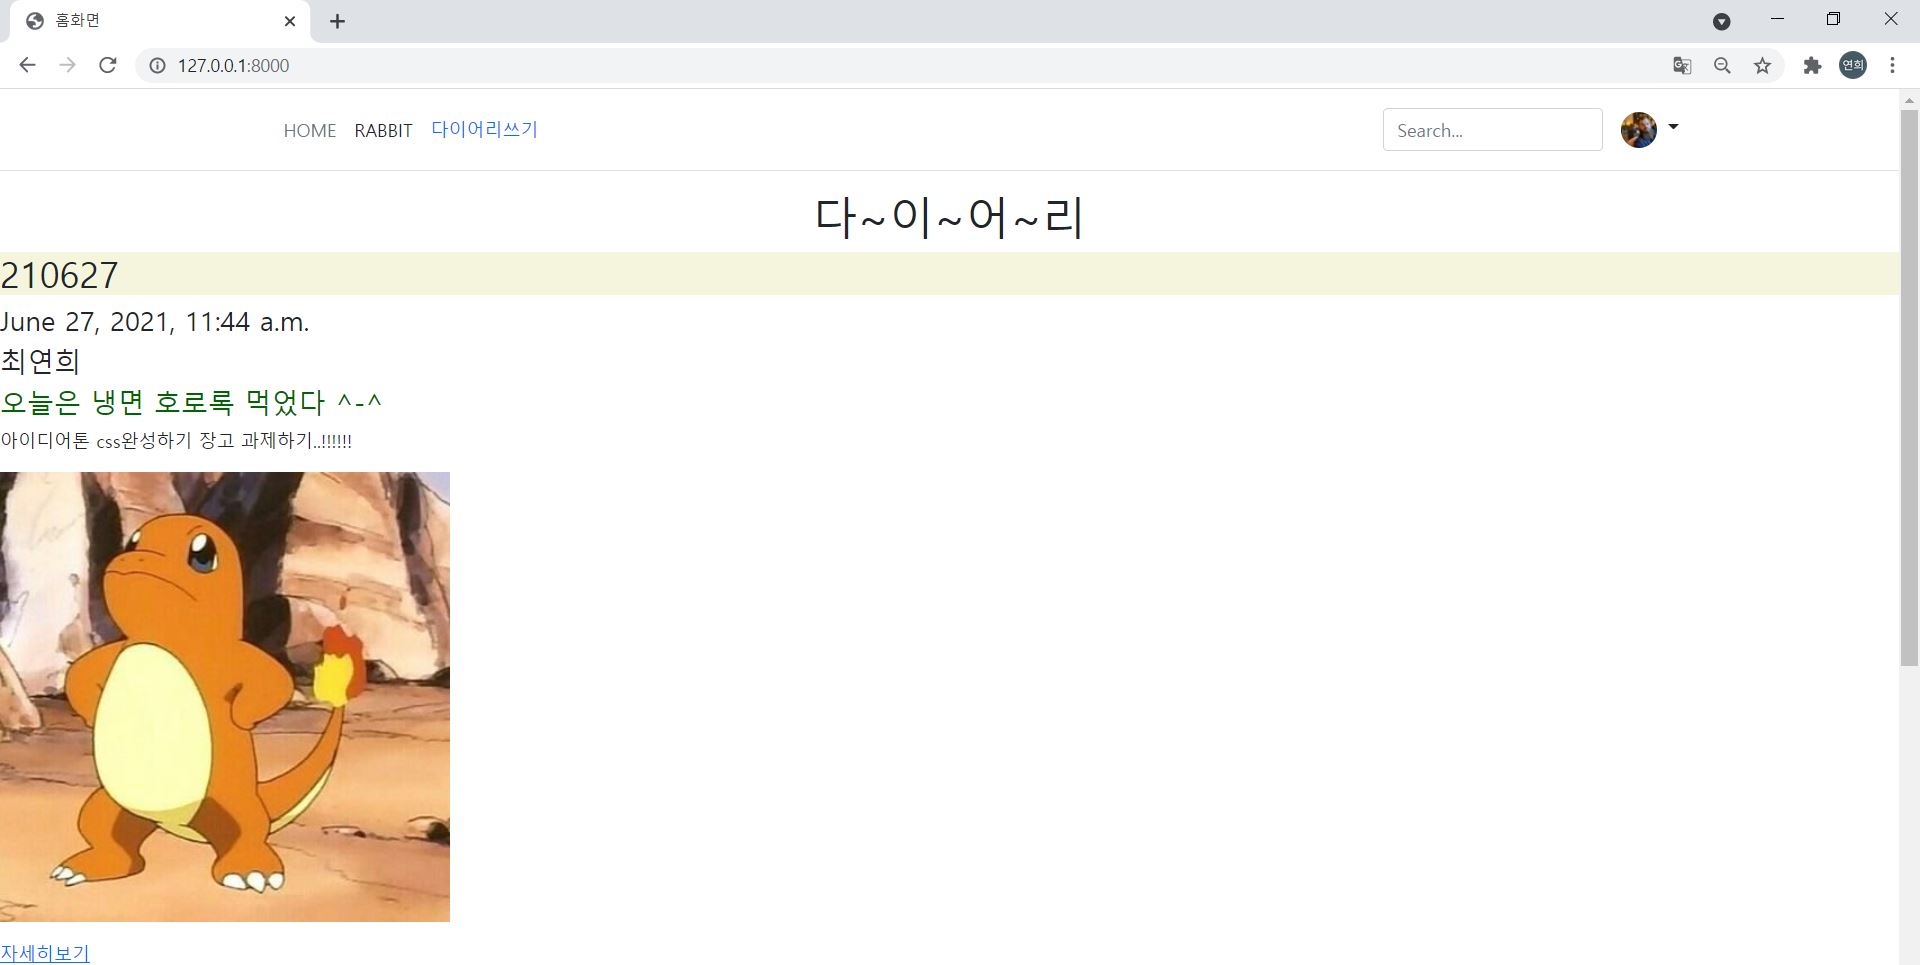 홈화면
127.0.0.1:8000
연희
HOME RABBIT 다이어리쓰기 Search...
다~이~어~리
210627
June 27, 2021, 11:44 a.m.
최연희
오늘은 냉면 호로록 먹었다 ^-^
아이디어톤 css완성하기 장고 과제하기..!!!!!!
자세히보기